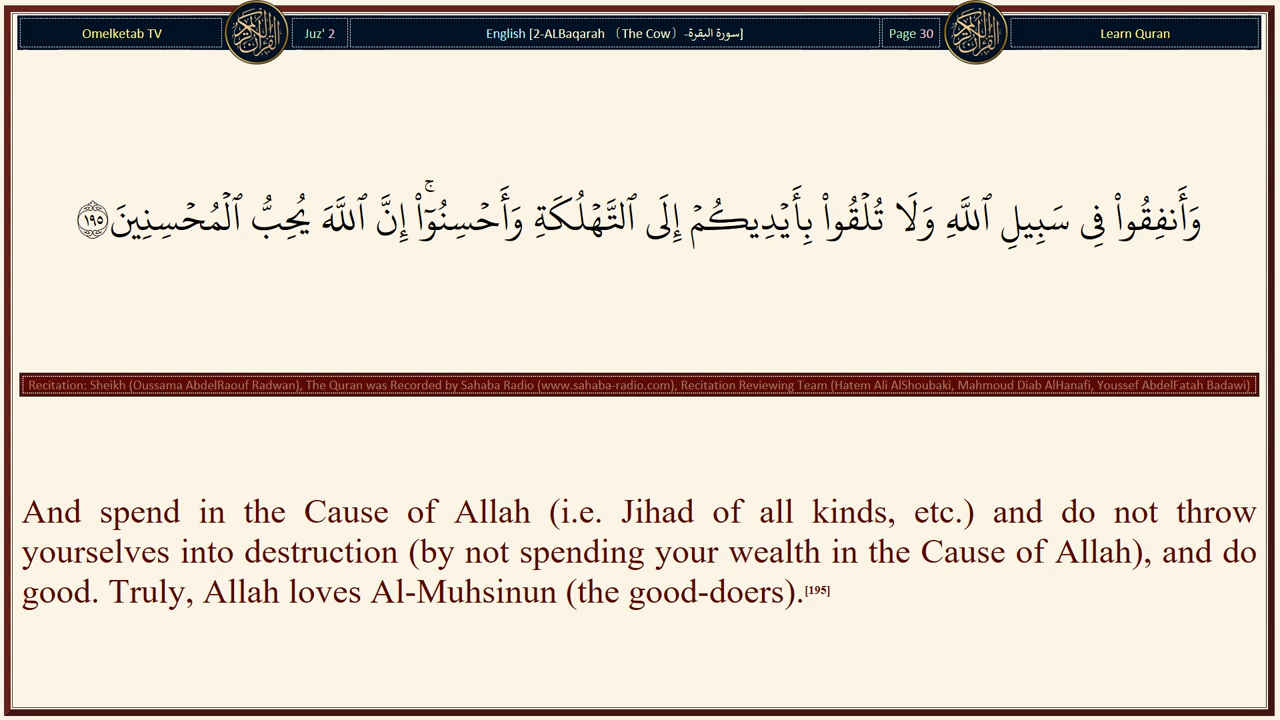 Omelketab TV
Juz' 2
English [2-ALBaqarah （The Cow） -سورة البقرة]
Page 30
Learn Quran
وَأَنفِقُوا۟ فِى سَبِيلِ ٱللَّهِ وَلَا تُلْقُوا۟ بِأَيْدِيكُمْ إِلَى ٱلتَّهْلُكَةِ وَأَحْسِنُوٓا۟ ۚ إِنَّ ٱللَّهَ يُحِبُّ ٱلْمُحْسِنِينَ ١٩٥
Recitation: Sheikh (Oussama AbdelRaouf Radwan), The Quran was Recorded by Sahaba Radio (www.sahaba-radio.com), Recitation Reviewing Team (Hatem Ali AlShoubaki, Mahmoud Diab AlHanafi, Youssef AbdelFatah Badawi)
And spend in the Cause of Allah (i.e. Jihad of all kinds, etc.) and do not throw
yourselves into destruction (by not spending your wealth in the Cause of Allah), and do
good. Truly, Allah loves Al-Muhsinun (the good-doers).[195]